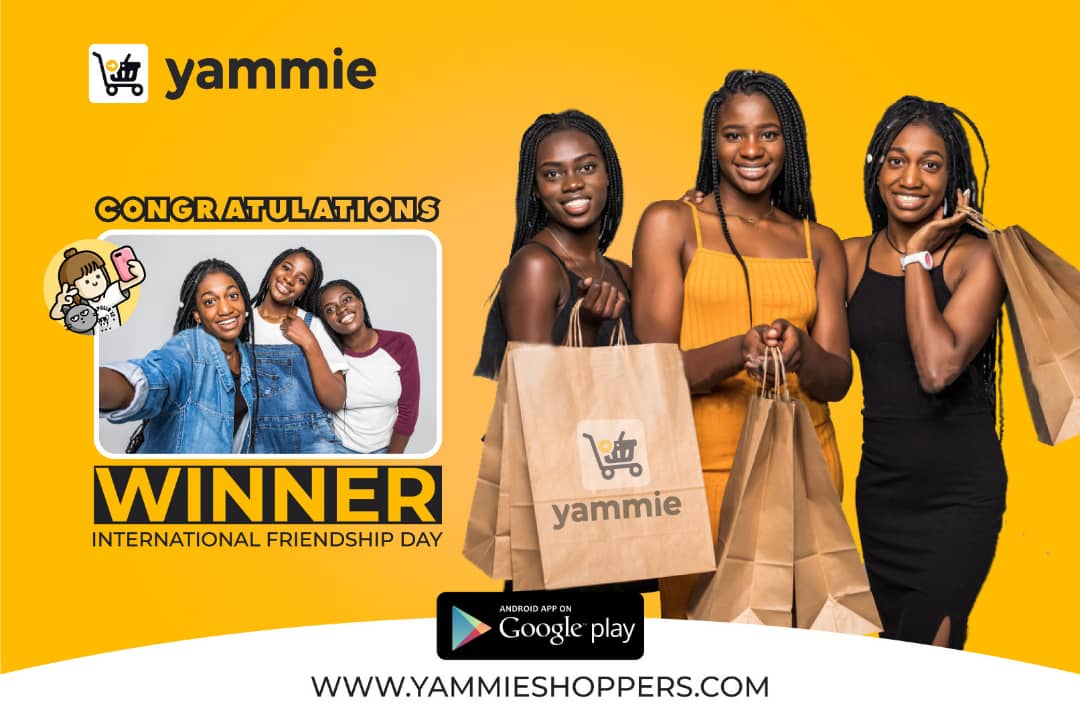 yammie
CONGRATULATIONS
WINNER
INTERNATIONAL FRIENDSHIP DAY
yammie
ANDROID APP ON
Google play
WWW.YAMMIESHOPPERS.COM